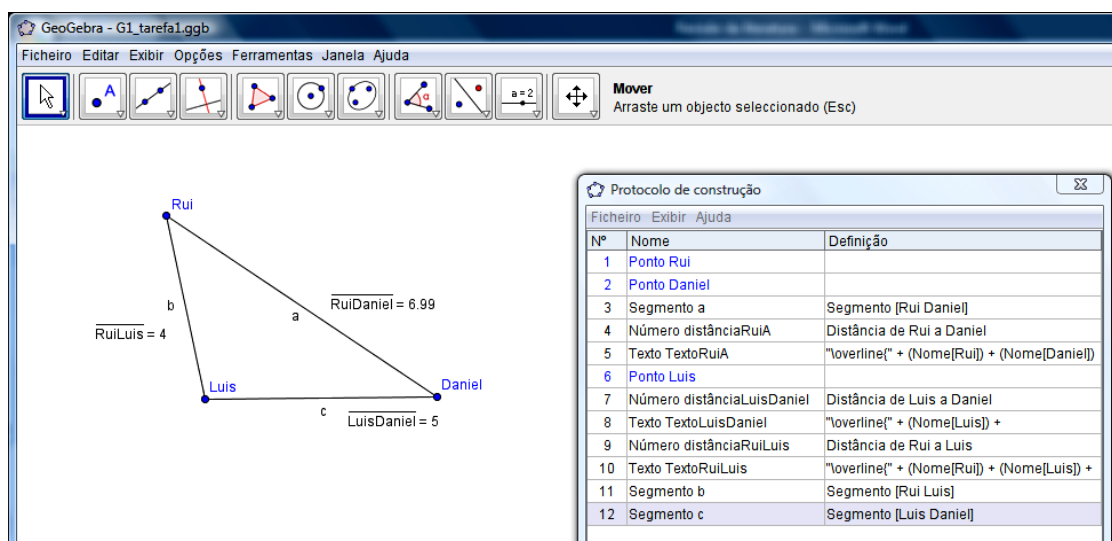 GeoGebra - G1_tarefa1.ggb
Ficheiro Editar Exibir Opções Ferramentas Janela Ajuda
A
α
a = 2
Mover
Arraste um objecto seleccionado (Esc)
Rui
b
RuiDaniel = 6.99
a
RuiLuis = 4
Luis
Daniel
c
LuisDaniel = 5
Protocolo de construção
Ficheiro Exibir Ajuda
Nº Nome Definição
1 Ponto Rui
2 Ponto Daniel
3 Segmento a Segmento [Rui Daniel]
4 Número distânciaRuiA Distância de Rui a Daniel
5 Texto TextoRuiA "\overline{" + (Nome[Rui]) + (Nome[Daniel])
6 Ponto Luis
7 Número distânciaLuisDaniel Distância de Luis a Daniel
8 Texto TextoLuisDaniel "\overline{" + (Nome[Luis]) +
9 Número distânciaRuiLuis Distância de Rui a Luis
10 Texto TextoRuiLuis "\overline{" + (Nome[Rui]) + (Nome[Luis]) +
11 Segmento b Segmento [Rui Luis]
12 Segmento c Segmento [Luis Daniel]